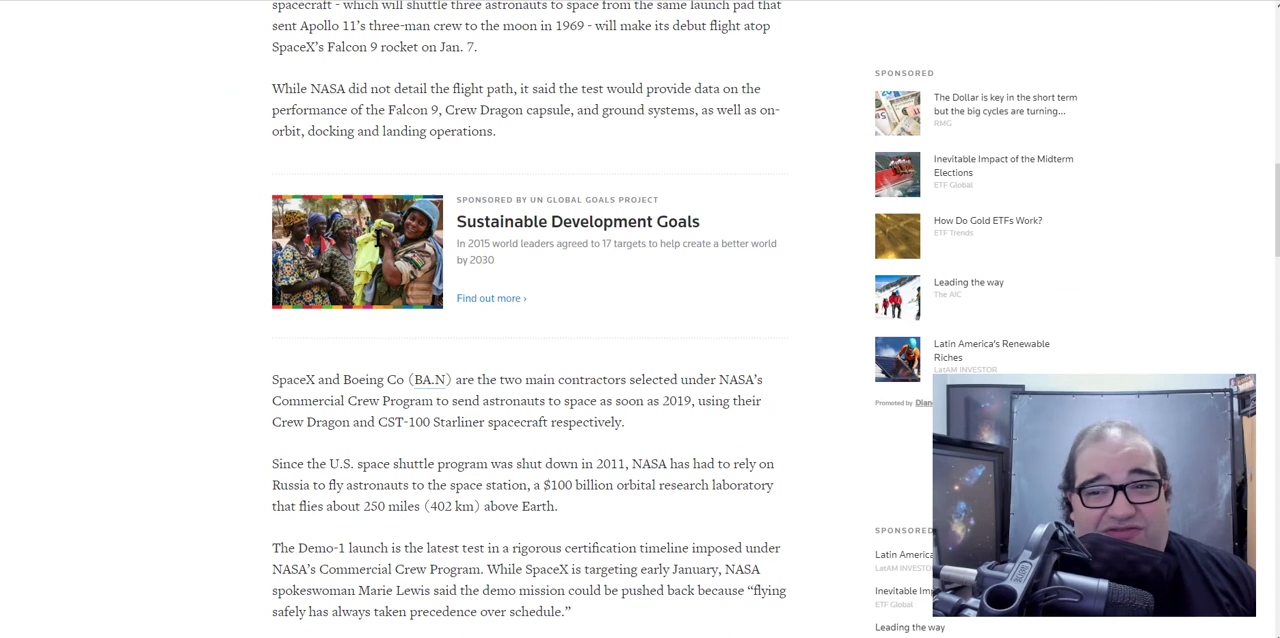 spacecraft - which will shuttle three astronauts to space from the same launch pad that
sent Apollo 11’s three-man crew to the moon in 1969 - will make its debut flight atop
SpaceX’s Falcon 9 rocket on Jan. 7.
While NASA did not detail the flight path, it said the test would provide data on the
performance of the Falcon 9, Crew Dragon capsule, and ground systems, as well as on-
orbit, docking and landing operations.
SPONSORED BY UN GLOBAL GOALS PROJECT
Sustainable Development Goals
In 2015 world leaders agreed to 17 targets to help create a better world
by 2030
Find out more ›
SpaceX and Boeing Co (BA.N) are the two main contractors selected under NASA’s
Commercial Crew Program to send astronauts to space as soon as 2019, using their
Crew Dragon and CST-100 Starliner spacecraft respectively.
Since the U.S. space shuttle program was shut down in 2011, NASA has had to rely on
Russia to fly astronauts to the space station, a $100 billion orbital research laboratory
that flies about 250 miles (402 km) above Earth.
The Demo-1 launch is the latest test in a rigorous certification timeline imposed under
NASA’s Commercial Crew Program. While SpaceX is targeting early January, NASA
spokeswoman Marie Lewis said the demo mission could be pushed back because “flying
safely has always taken precedence over schedule.”
SPONSORED
The Dollar is key in the short term
but the big cycles are turning...
RMG
Inevitable Impact of the Midterm
Elections
ETF Global
How Do Gold ETFs Work?
ETF Trends
Leading the way
The AIC
Latin America’s Renewable
Riches
LatAM INVESTOR
Promoted by Dian
SPONSORED
Latin America
LatAM INVESTO
Inevitable Im
ETF Global
Leading the way
RØDE